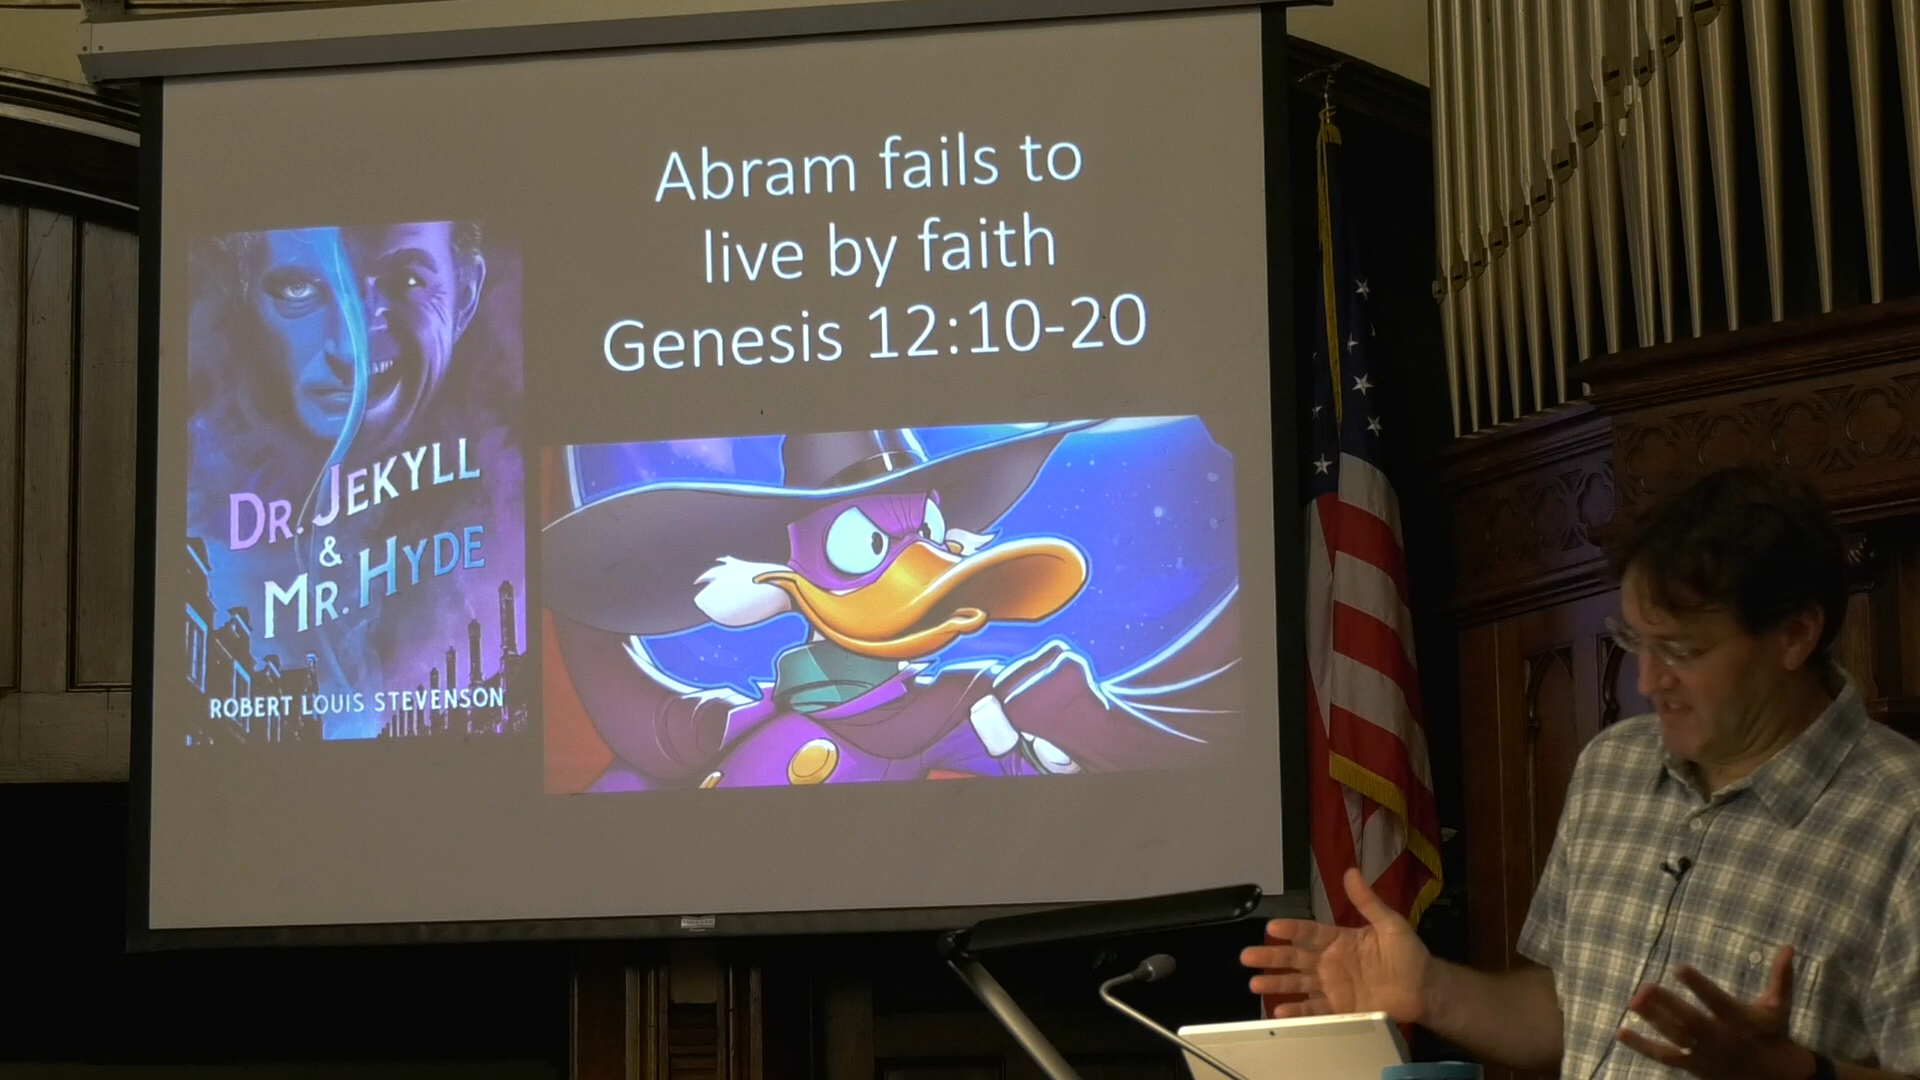 Abram fails to
live by faith
Genesis 12:10-20
DR. JEKYLL
&
MR. HYDE
ROBERT LOUIS STEVENSON